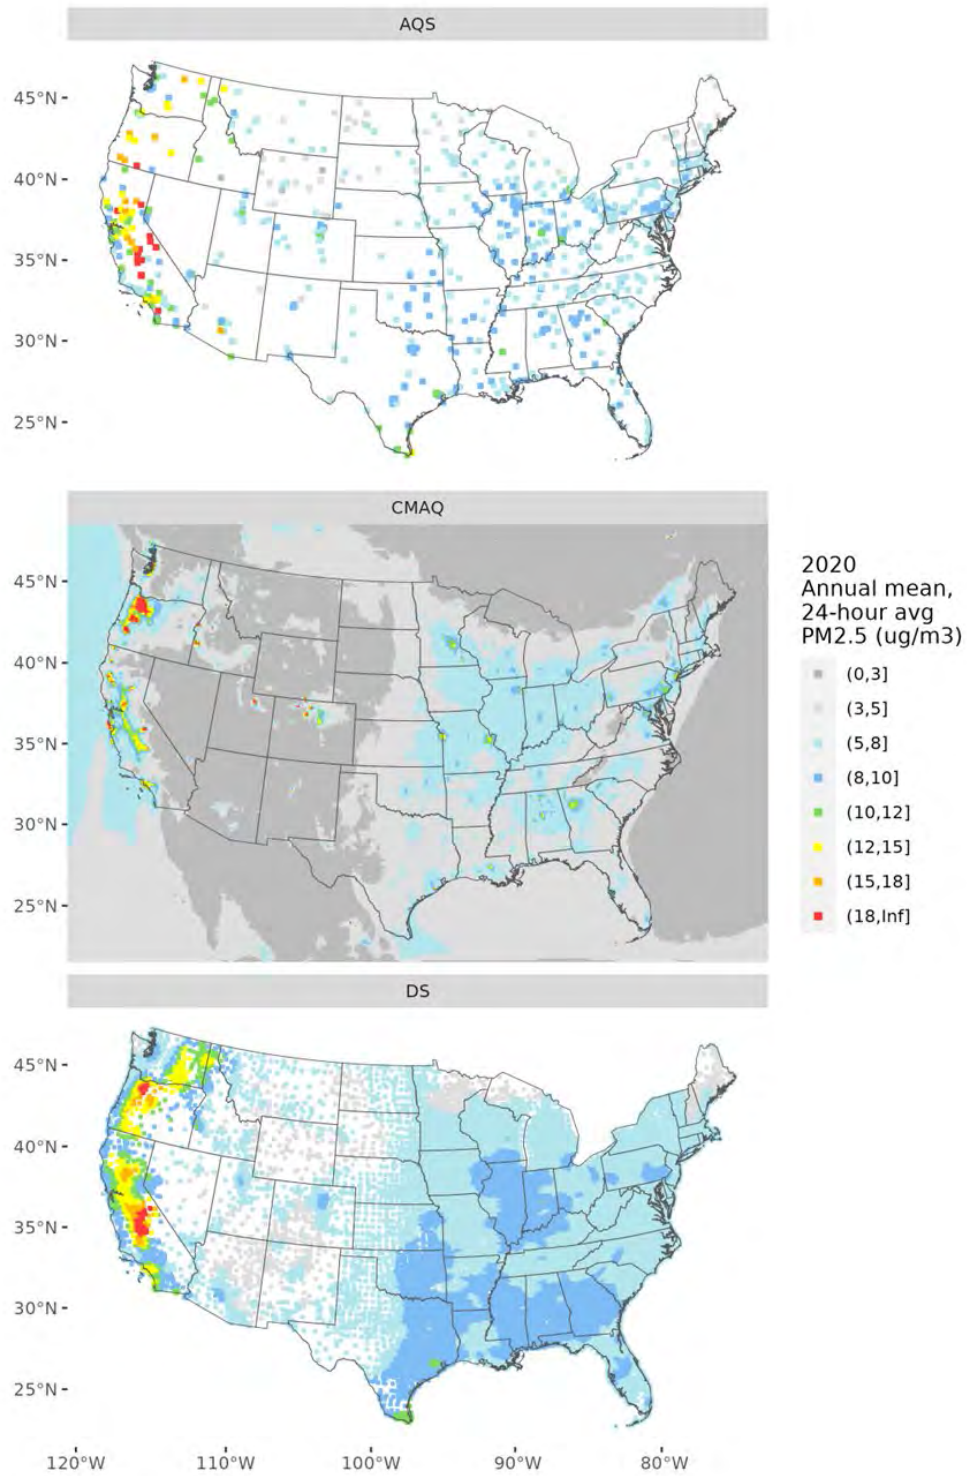 AQS
45°N
40°N
35°N
30°N
25°N
CMAQ
45°N
40°N
35°N
30°N
25°N
2020
Annual mean,
24-hour avg
PM2.5 (ug/m3)
(0,3]
(3,5]
(5,8]
(8,10]
(10,12]
(12,15]
(15,18]
(18,Inf]
DS
45°N
40°N
35°N
30°N
25°N
120°W 110°W 100°W 90°W 80°W